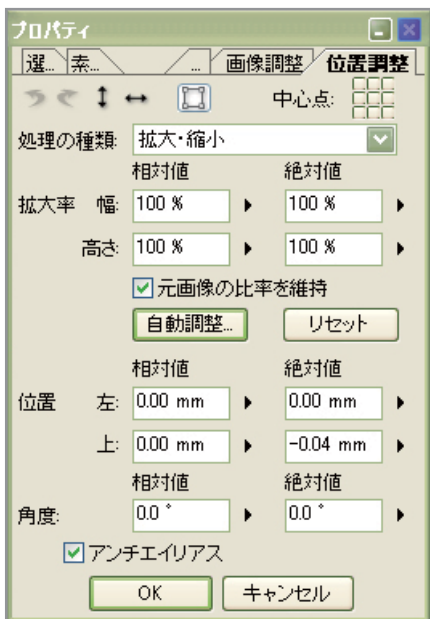 プロパティ
選... 素... ... 画像調整 位置調整
中心点:
処理の種類: 拡大・縮小
相対値 絶対値
拡大率 幅: 100 % 100 %
高さ: 100 % 100 %
元画像の比率を維持
自動調整... リセット
相対値 絶対値
位置 左: 0.00 mm 0.00 mm
上: 0.00 mm -0.04 mm
相対値 絶対値
角度: 0.0 ° 0.0 °
アンチエイリアス
OK キャンセル